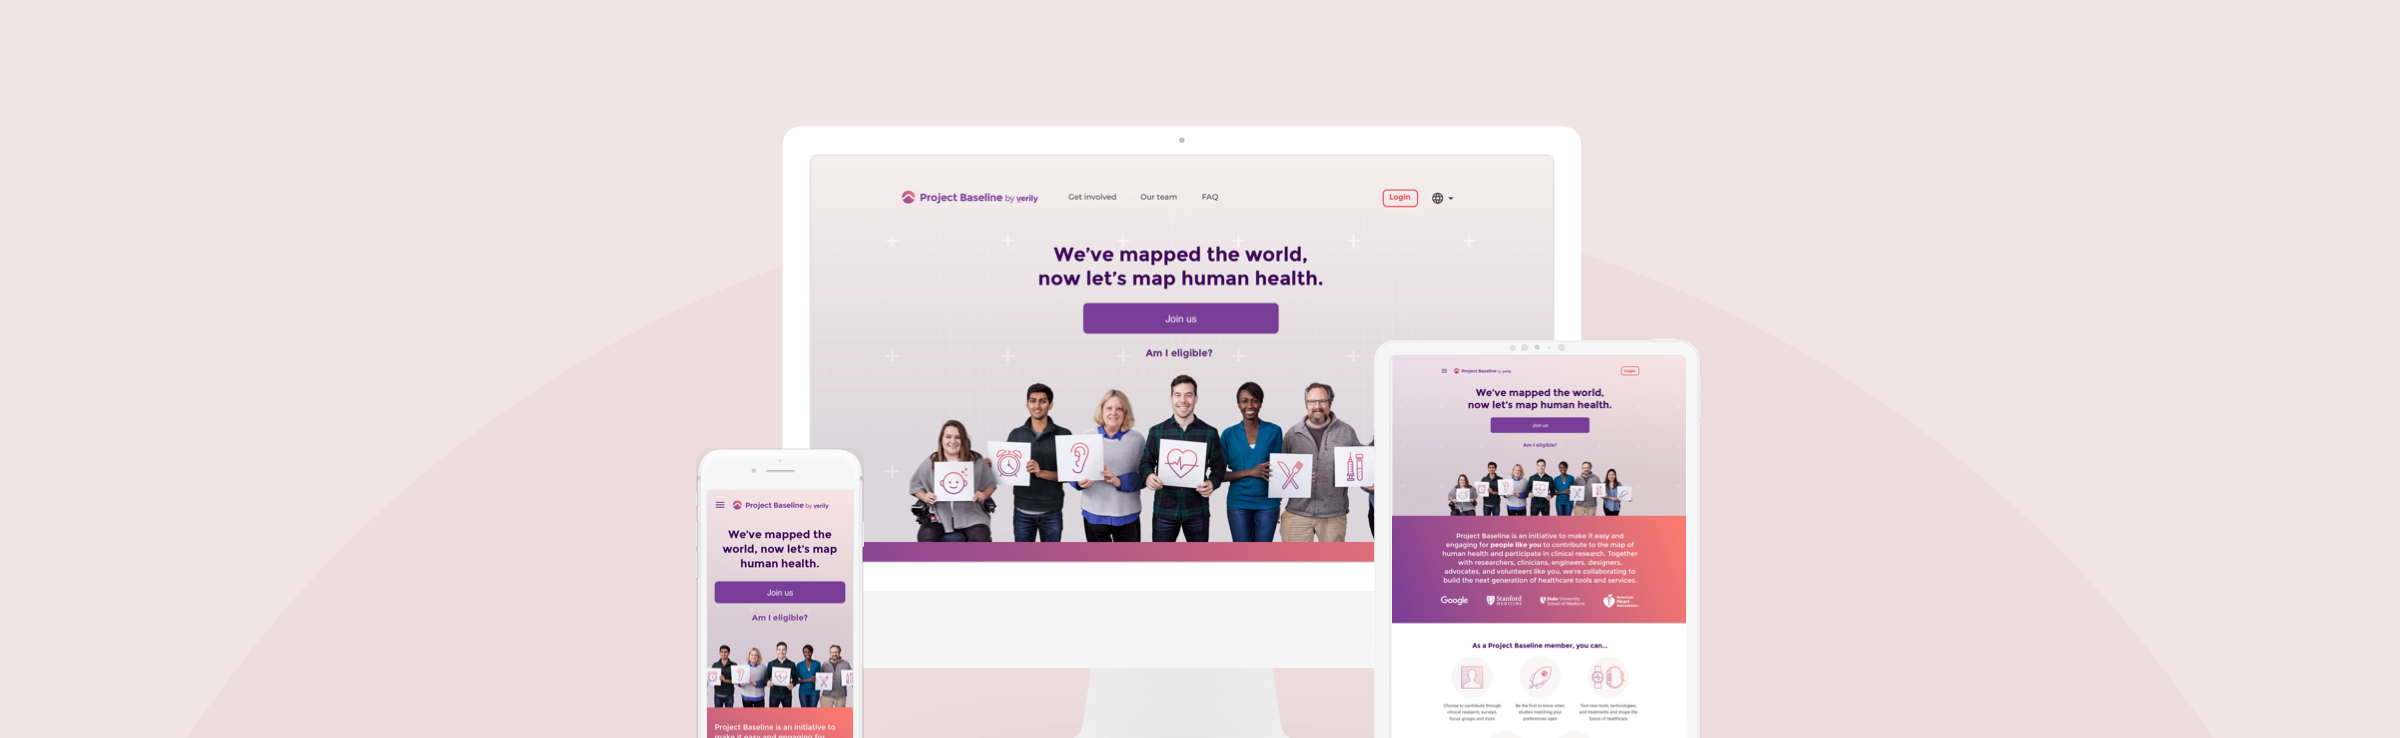 Project Baseline by verily
Get involved
Our team
FAQ
Login
We've mapped the world,
now let's map human health.
Join us
Am I eligible?
Project Baseline by verily
We've mapped the
world, now let's map
human health.
Join us
Am I eligible?
Project Baseline is an initiative to
make it easy and engaging for
Project Baseline by verily
Login
We've mapped the world,
now let's map human health.
Join us
Am I eligible?
Project Baseline is an initiative to make it easy and
engaging for people like you to contribute to the map of
human health and participate in clinical research. Together
with researchers, clinicians, engineers, designers,
advocates, and volunteers like you, we're collaborating to
build the next generation of healthcare tools and services.
Google
Stanford
MEDICINE
Duke University
School of Medicine
American
Heart
Association
As a Project Baseline member, you can...
Choose to contribute through
clinical research, surveys,
focus groups and more
Be the first to know when
studies matching your
preferences open
Test new tools, technologies,
and treatments and shape the
future of healthcare